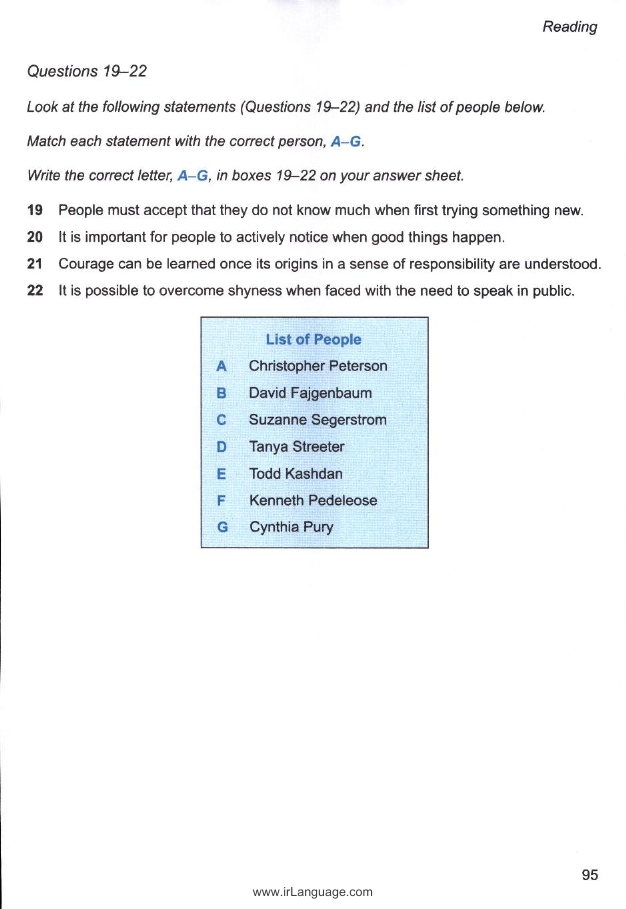 Reading
Questions 19–22
Look at the following statements (Questions 19–22) and the list of people below.
Match each statement with the correct person, A–G.
Write the correct letter, A–G, in boxes 19–22 on your answer sheet.
19 People must accept that they do not know much when first trying something new.
20 It is important for people to actively notice when good things happen.
21 Courage can be learned once its origins in a sense of responsibility are understood.
22 It is possible to overcome shyness when faced with the need to speak in public.
List of People
A Christopher Peterson
B David Fajgenbaum
C Suzanne Segerstrom
D Tanya Streeter
E Todd Kashdan
F Kenneth Pedeleose
G Cynthia Pury
95
www.irLanguage.com